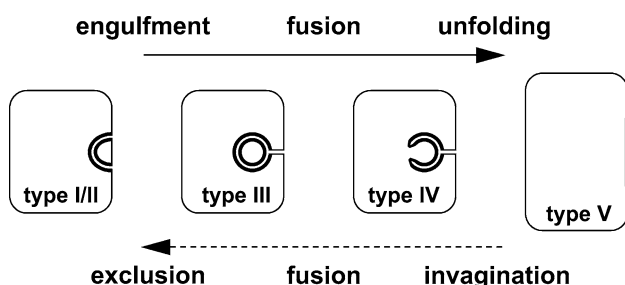 engulfment fusion unfolding
type I/II type III type IV type V
exclusion fusion invagination